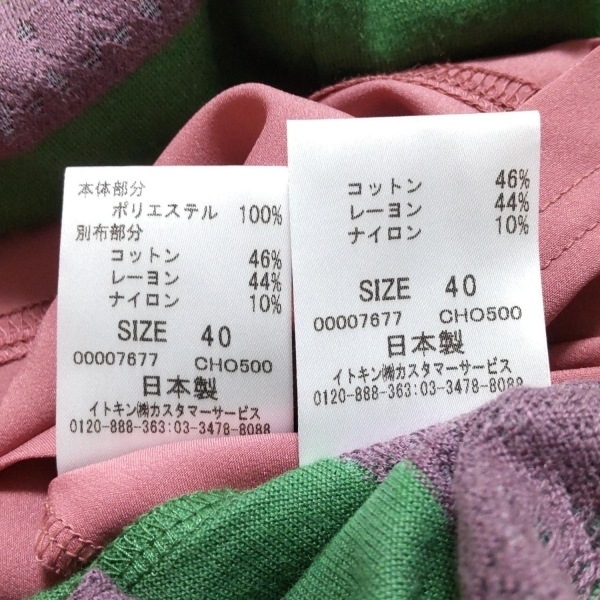 本体部分
ポリエステル 100%
別布部分
コットン 46%
レーヨン 44%
ナイロン 10%
SIZE 40
00007677 CHO500
日本製
イトキン㈱カスタマーサービス
0120-888-363:03-3478-8088
コットン 46%
レーヨン 44%
ナイロン 10%
SIZE 40
00007677 CHO500
日本製
イトキン㈱カスタマーサービス
0120-888-363:03-3478-8088